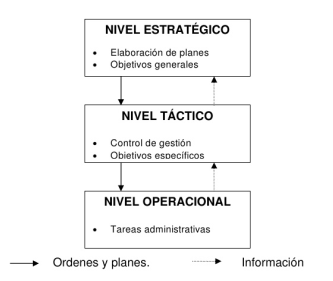 NIVEL ESTRATÉGICO
• Elaboración de planes
• Objetivos generales
NIVEL TÁCTICO
• Control de gestión
• Objetivos específicos
NIVEL OPERACIONAL
• Tareas administrativas
Ordenes y planes. Información